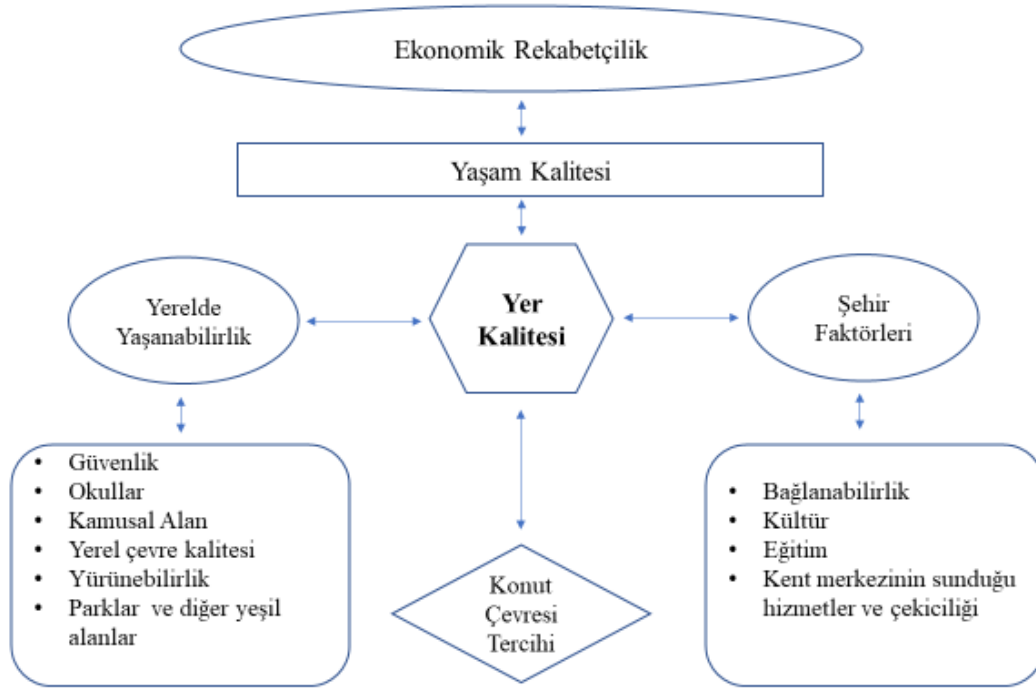 Ekonomik Rekabetçilik
Yaşam Kalitesi
Yerelde
Yaşanabilirlik
Yer
Kalitesi
Şehir
Faktörleri
• Güvenlik
• Okullar
• Kamusal Alan
• Yerel çevre kalitesi
• Yürünebilirlik
• Parklar ve diğer yeşil
alanlar
Konut
Çevresi
Tercihi
• Bağlanabilirlik
• Kültür
• Eğitim
• Kent merkezinin sunduğu
hizmetler ve çekiciliği